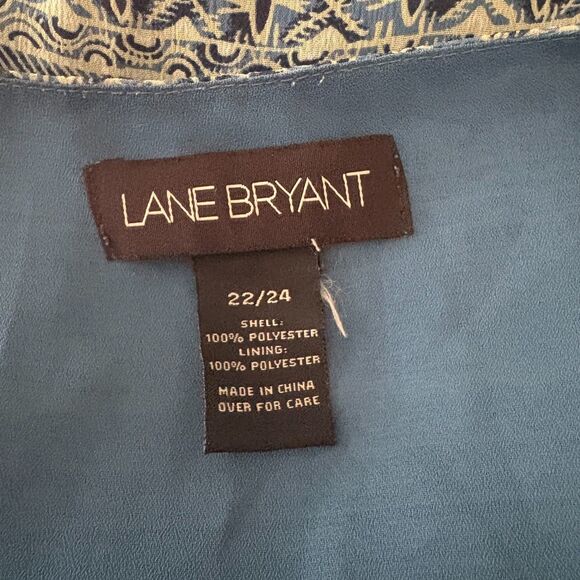 LANE BRYANT
22/24
SHELL:
100% POLYESTER
LINING:
100% POLYESTER
MADE IN CHINA
OVER FOR CARE